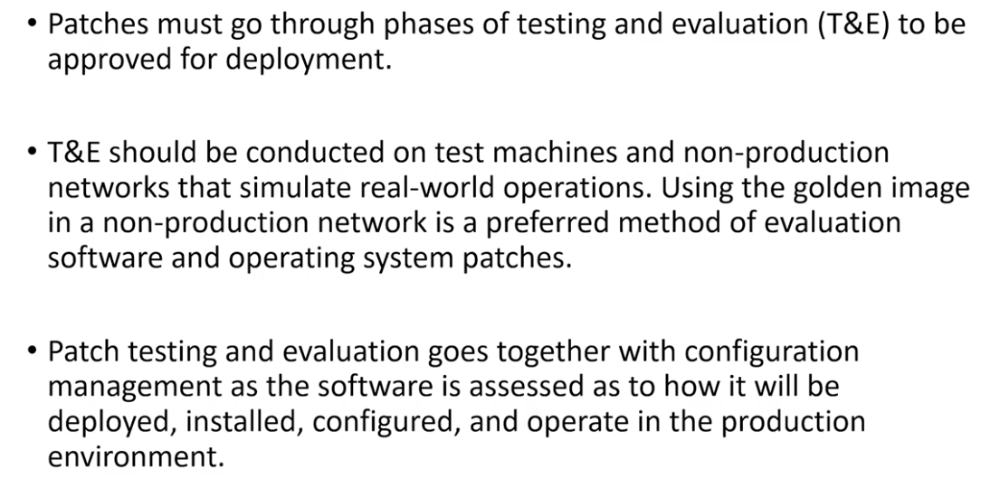 • Patches must go through phases of testing and evaluation (T&E) to be
approved for deployment.
• T&E should be conducted on test machines and non-production
networks that simulate real-world operations. Using the golden image
in a non-production network is a preferred method of evaluation
software and operating system patches.
• Patch testing and evaluation goes together with configuration
management as the software is assessed as to how it will be
deployed, installed, configured, and operate in the production
environment.